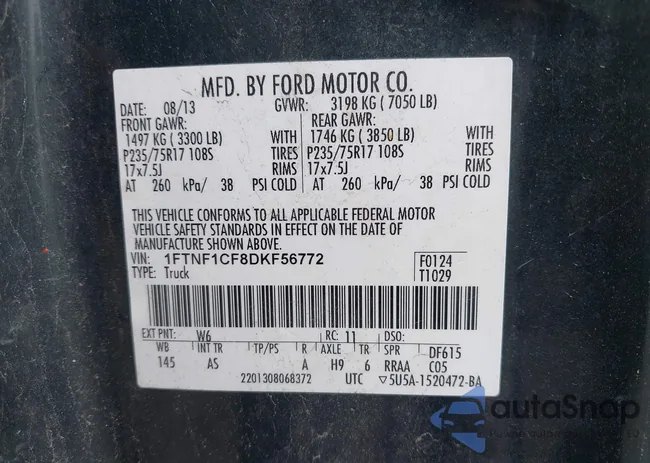 MFD. BY FORD MOTOR CO.
DATE: 08/13 GVWR: 3198 KG ( 7050 LB)
FRONT GAWR: REAR GAWR:
1497 KG ( 3300 LB) WITH 1746 KG ( 3850 LB) WITH
P235/75R17 108S TIRES P235/75R17 108S TIRES
17x7.5J RIMS 17x7.5J RIMS
AT 260 kPa/ 38 PSI COLD AT 260 kPa/ 38 PSI COLD
THIS VEHICLE CONFORMS TO ALL APPLICABLE FEDERAL MOTOR
VEHICLE SAFETY STANDARDS IN EFFECT ON THE DATE OF
MANUFACTURE SHOWN ABOVE.
VIN: 1FTNF1CF8DKF56772 F0124
TYPE: Truck T1029
EXT PNT: W6 RC: 11 DSO:
WB INT TR TP/PS R AXLE TR SPR DF615
145 AS A H9 6 RRAA C05
2201308068372 UTC ▽5U5A-1520472-BA
autoSnap